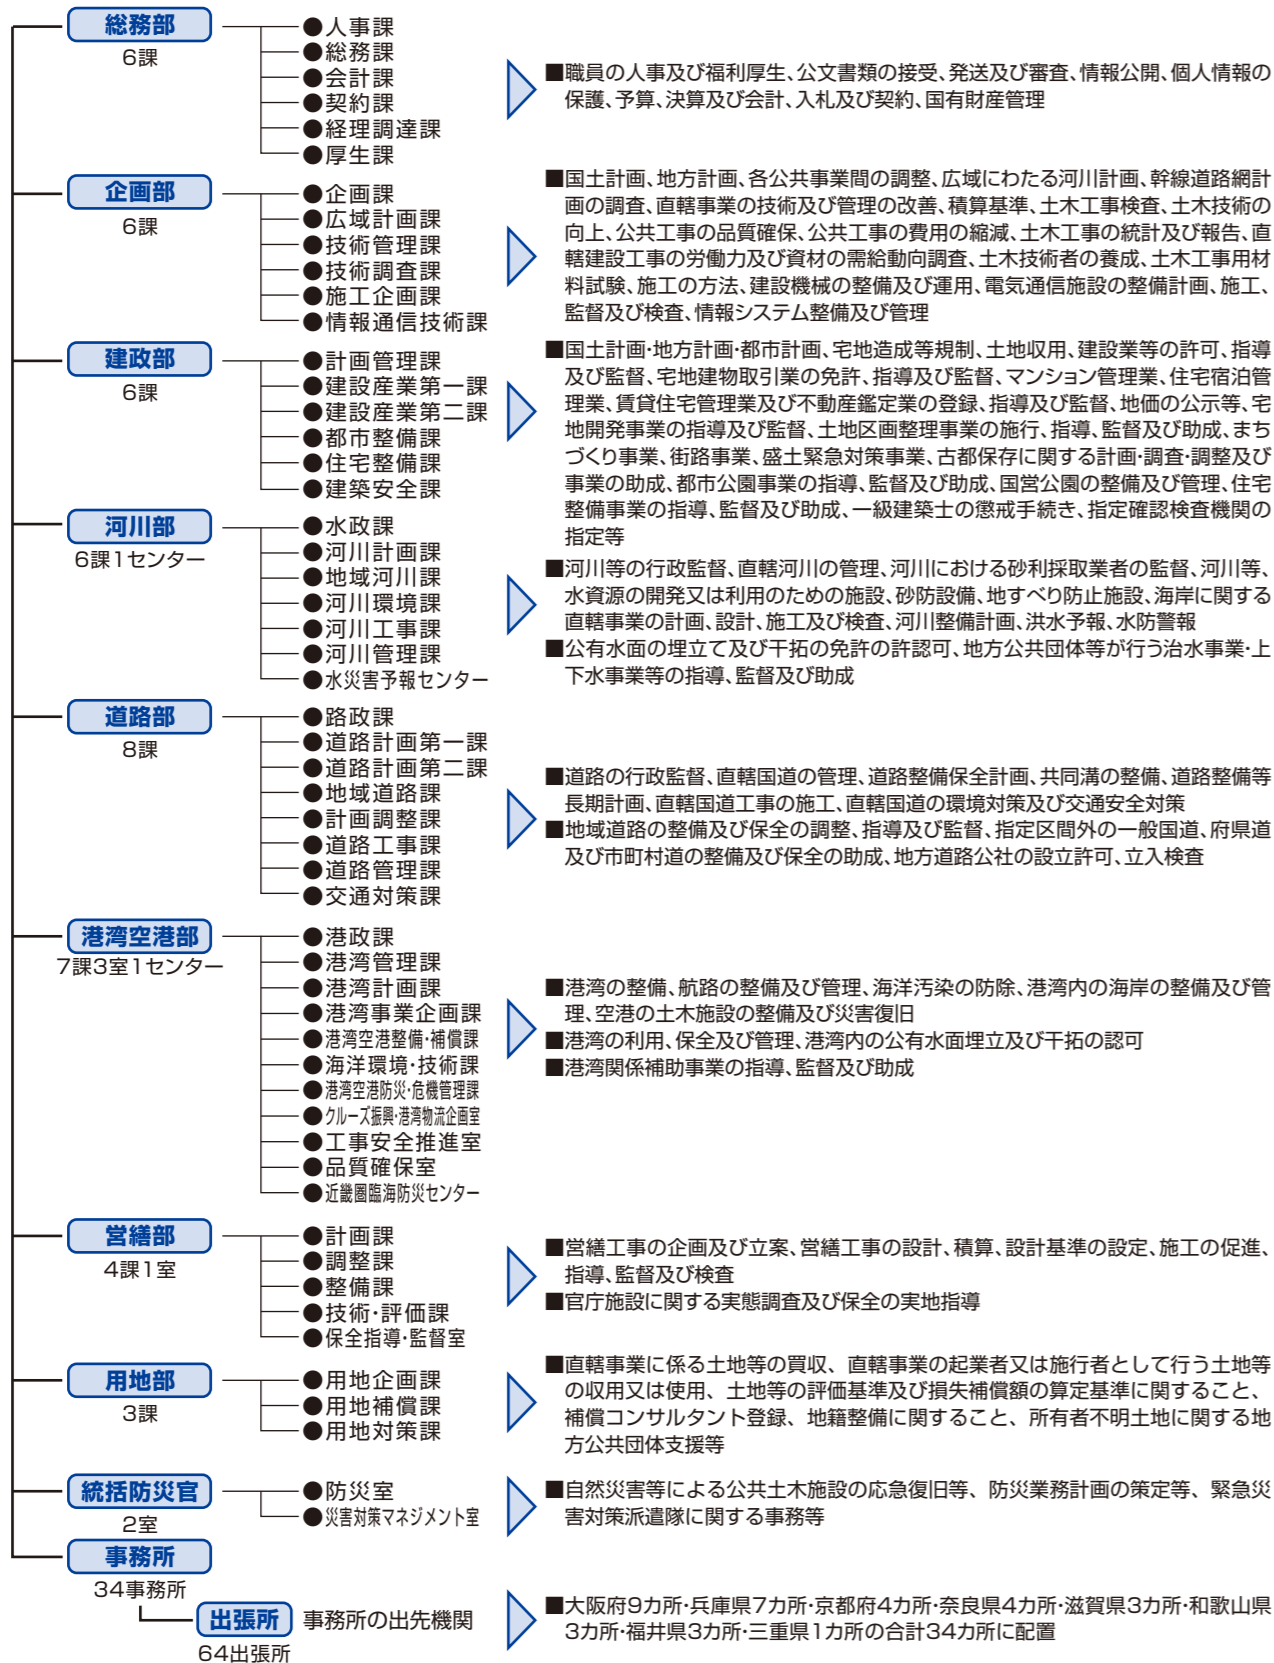 総務部
6課
●人事課
●総務課
●会計課
●契約課
●経理調達課
●厚生課
■職員の人事及び福利厚生、公文書類の接受、発送及び審査、情報公開、個人情報の
保護、予算、決算及び会計、入札及び契約、国有財産管理
企画部
6課
●企画課
●広域計画課
●技術管理課
●技術調査課
●施工企画課
●情報通信技術課
■国土計画、地方計画、各公共事業間の調整、広域にわたる河川計画、幹線道路網計
画の調査、直轄事業の技術及び管理の改善、積算基準、土木工事検査、土木技術の
向上、公共工事の品質確保、公共工事の費用の縮減、土木工事の統計及び報告、直
轄建設工事の労働力及び資材の需給動向調査、土木技術者の養成、土木工事用材
料試験、施工の方法、建設機械の整備及び運用、電気通信施設の整備計画、施工、
監督及び検査、情報システム整備及び管理
建政部
6課
●計画管理課
●建設産業第一課
●建設産業第二課
●都市整備課
●住宅整備課
●建築安全課
■国土計画・地方計画・都市計画、宅地造成等規制、土地収用、建設業等の許可、指導
及び監督、宅地建物取引業の免許、指導及び監督、マンション管理業、住宅宿泊管
理業、賃貸住宅管理業及び不動産鑑定業の登録、指導及び監督、地価の公示等、宅
地開発事業の指導及び監督、土地区画整理事業の施行、指導、監督及び助成、まち
づくり事業、街路事業、盛土緊急対策事業、古都保存に関する計画・調査・調整及び
事業の助成、都市公園事業の指導、監督及び助成、国営公園の整備及び管理、住宅
整備事業の指導、監督及び助成、一級建築士の懲戒手続き、指定確認検査機関の
指定等
河川部
6課1センター
●水政課
●河川計画課
●地域河川課
●河川環境課
●河川工事課
●河川管理課
●水災害予報センター
■河川等の行政監督、直轄河川の管理、河川における砂利採取業者の監督、河川等、
水資源の開発又は利用のための施設、砂防設備、地すべり防止施設、海岸に関する
直轄事業の計画、設計、施工及び検査、河川整備計画、洪水予報、水防警報
■公有水面の埋立て及び干拓の免許の許認可、地方公共団体等が行う治水事業・上
下水事業等の指導、監督及び助成
道路部
8課
●路政課
●道路計画第一課
●道路計画第二課
●地域道路課
●計画調整課
●道路工事課
●道路管理課
●交通対策課
■道路の行政監督、直轄国道の管理、道路整備保全計画、共同溝の整備、道路整備等
長期計画、直轄国道工事の施工、直轄国道の環境対策及び交通安全対策
■地域道路の整備及び保全の調整、指導及び監督、指定区間外の一般国道、府県道
及び市町村道の整備及び保全の助成、地方道路公社の設立許可、立入検査
港湾空港部
7課3室1センター
●港政課
●港湾管理課
●港湾計画課
●港湾事業企画課
●港湾空港整備・補償課
●海洋環境・技術課
●港湾空港防災・危機管理課
●クルーズ振興・港湾物流企画室
●工事安全推進室
●品質確保室
●近畿圏臨海防災センター
■港湾の整備、航路の整備及び管理、海洋汚染の防除、港湾内の海岸の整備及び管
理、空港の土木施設の整備及び災害復旧
■港湾の利用、保全及び管理、港湾内の公有水面埋立及び干拓の認可
■港湾関係補助事業の指導、監督及び助成
営繕部
4課1室
●計画課
●調整課
●整備課
●技術・評価課
●保全指導・監督室
■営繕工事の企画及び立案、営繕工事の設計、積算、設計基準の設定、施工の促進、
指導、監督及び検査
■官庁施設に関する実態調査及び保全の実地指導
用地部
3課
●用地企画課
●用地補償課
●用地対策課
■直轄事業に係る土地等の買収、直轄事業の起業者又は施行者として行う土地等
の収用又は使用、土地等の評価基準及び損失補償額の算定基準に関すること、
補償コンサルタント登録、地籍整備に関すること、所有者不明土地に関する地
方公共団体支援等
統括防災官
2室
●防災室
●災害対策マネジメント室
■自然災害等による公共土木施設の応急復旧等、防災業務計画の策定等、緊急災
害対策派遣隊に関する事務等
事務所
34事務所
出張所 事務所の出先機関
64出張所
■大阪府9カ所・兵庫県7カ所・京都府4カ所・奈良県4カ所・滋賀県3カ所・和歌山県
3カ所・福井県3カ所・三重県1カ所の合計34カ所に配置